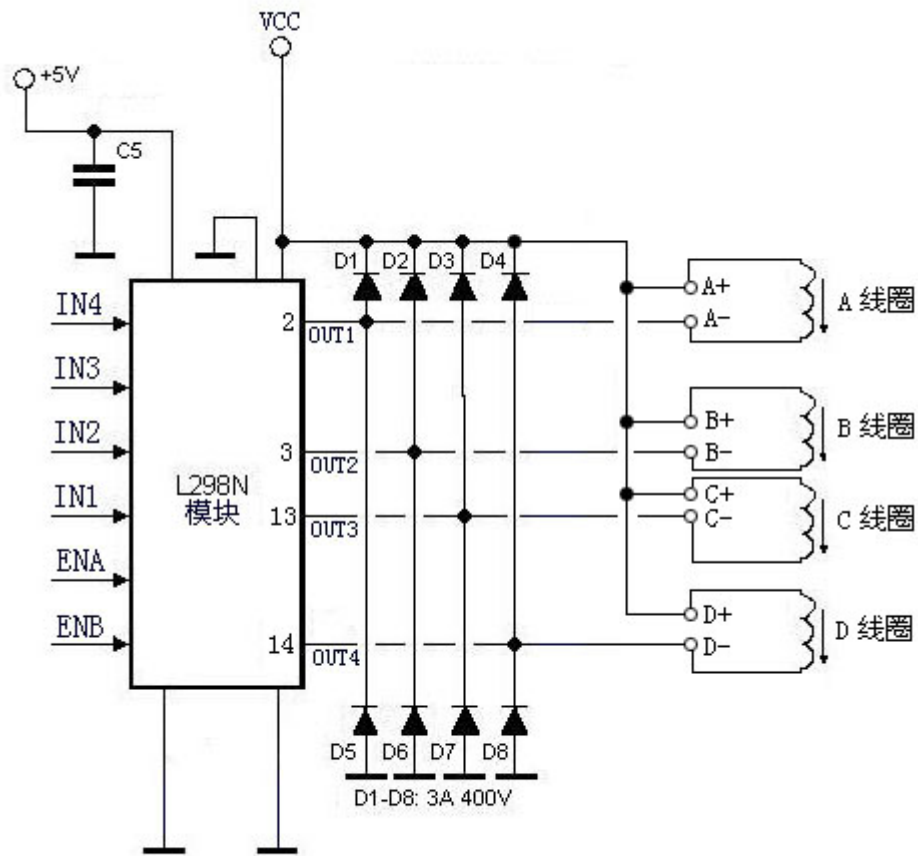 VCC
+5V
C5
D1
D2
D3
D4
IN4
IN3
IN2
IN1
ENA
ENB
L298N
模块
2
OUT1
3
OUT2
13
OUT3
14
OUT4
A+
A-
A 线圈
B+
B-
B 线圈
C+
C-
C 线圈
D+
D-
D 线圈
D5
D6
D7
D8
D1-D8: 3A 400V